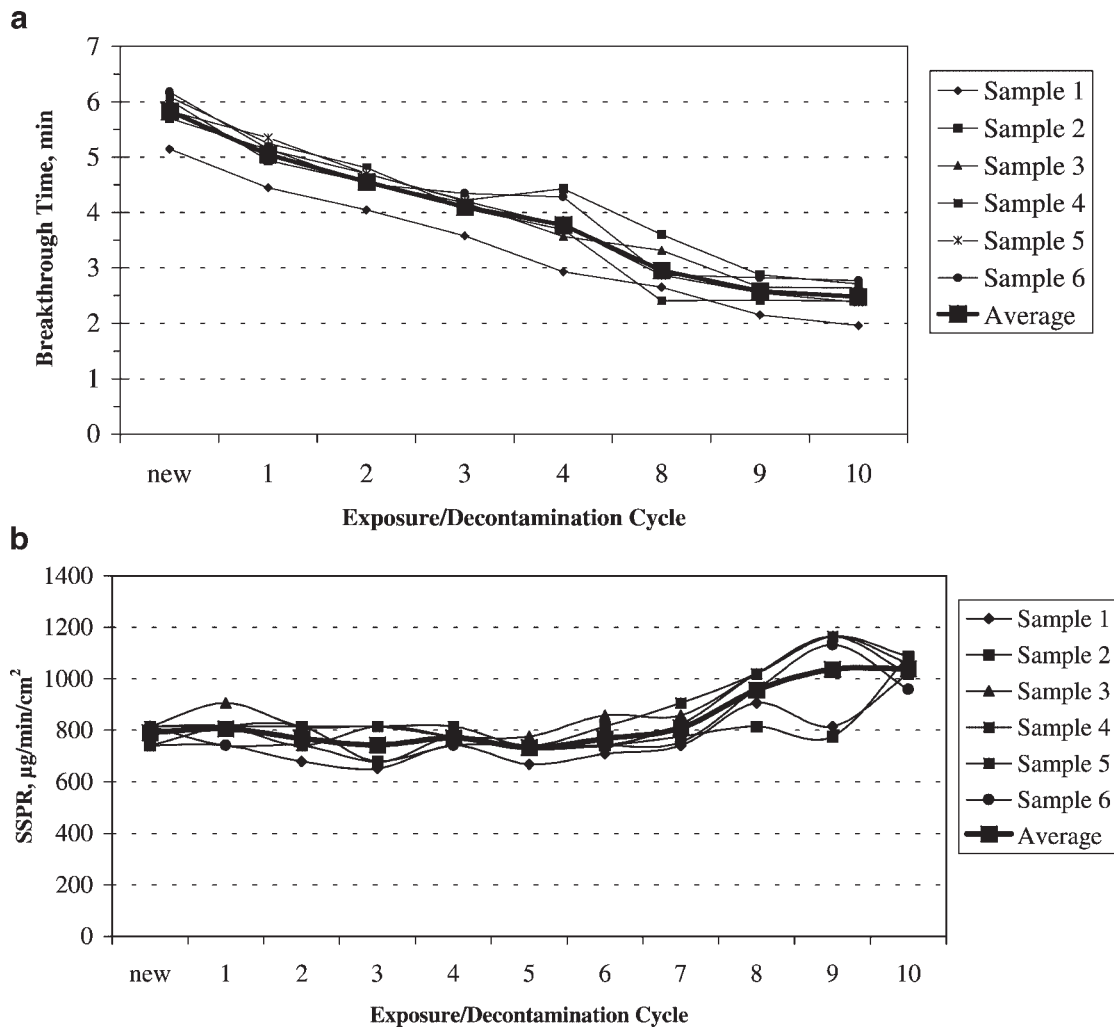 a
7
6
5
4
3
2
1
0
Breakthrough Time, min
new 1 2 3 4 8 9 10
Exposure/Decontamination Cycle
Sample 1
Sample 2
Sample 3
Sample 4
Sample 5
Sample 6
Average
b
1400
1200
1000
800
600
400
200
0
SSPR, µg/min/cm²
new 1 2 3 4 5 6 7 8 9 10
Exposure/Decontamination Cycle
Sample 1
Sample 2
Sample 3
Sample 4
Sample 5
Sample 6
Average